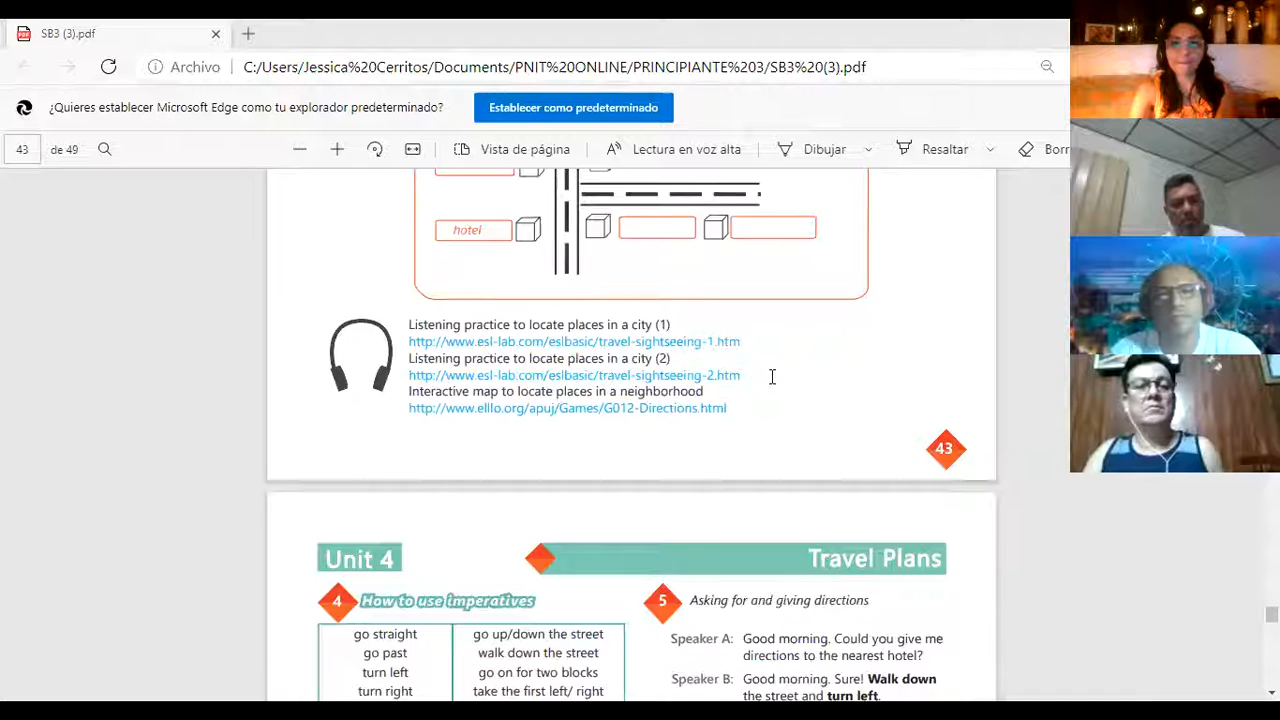 SB3 (3).pdf
Archivo
C:/Users/Jessica%20Cerritos/Documents/PNIT%20ONLINE/PRINCIPIANTE%203/SB3%20(3).pdf
¿Quieres establecer Microsoft Edge como tu explorador predeterminado?
Establecer como predeterminado
43
de 49
Vista de página
Lectura en voz alta
Dibujar
Resaltar
Borr
hotel
Listening practice to locate places in a city (1)
http://www.esl-lab.com/eslbasic/travel-sightseeing-1.htm
Listening practice to locate places in a city (2)
http://www.esl-lab.com/eslbasic/travel-sightseeing-2.htm
Interactive map to locate places in a neighborhood
http://www.elllo.org/apuj/Games/G012-Directions.html
43
Unit 4
Travel Plans
4
How to use imperatives
go straight
go past
turn left
turn right
go up/down the street
walk down the street
go on for two blocks
take the first left/ right
5
Asking for and giving directions
Speaker A: Good morning. Could you give me
directions to the nearest hotel?
Speaker B: Good morning. Sure! Walk down
the street and turn left.